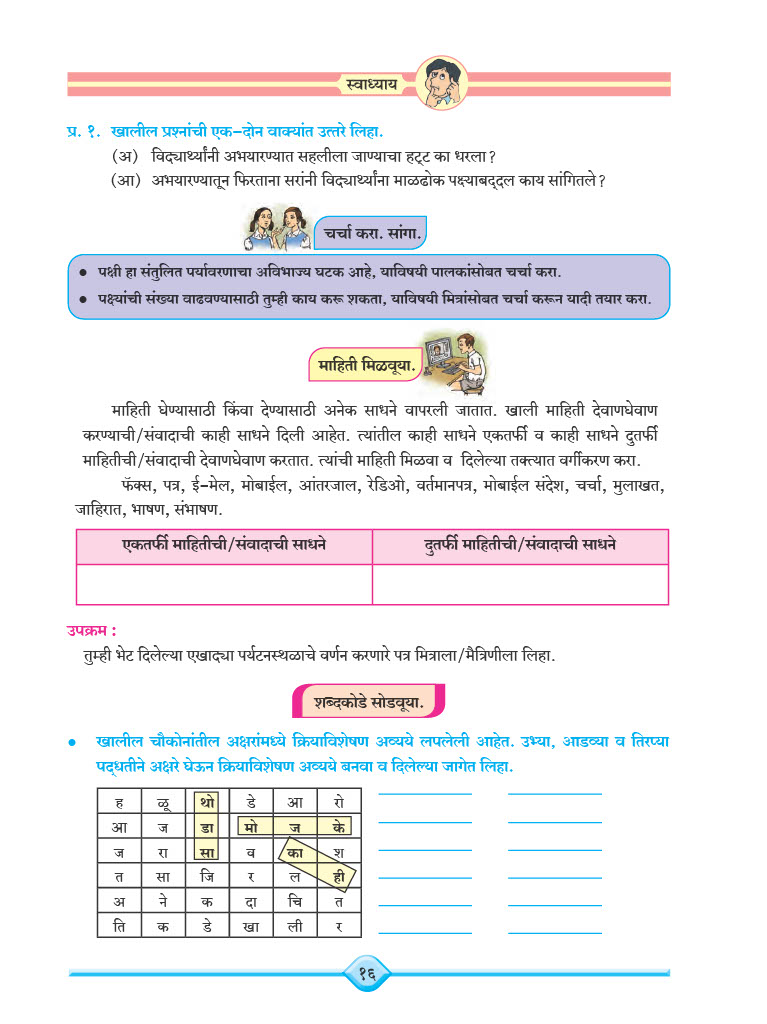 स्वाध्याय
प्र. १. खालील प्रश्नांची एक-दोन वाक्यांत उत्तरे लिहा.
(अ) विद्यार्थ्यांनी अभयारण्यात सहलीला जाण्याचा हट्ट का धरला?
(आ) अभयारण्यातून फिरताना सरांनी विद्यार्थ्यांना माळढोक पक्ष्याबद्दल काय सांगितले?
चर्चा करा. सांगा.
● पक्षी हा संतुलित पर्यावरणाचा अविभाज्य घटक आहे, याविषयी पालकांसोबत चर्चा करा.
● पक्ष्यांची संख्या वाढवण्यासाठी तुम्ही काय करू शकता, याविषयी मित्रांसोबत चर्चा करून यादी तयार करा.
माहिती मिळवूया.
माहिती घेण्यासाठी किंवा देण्यासाठी अनेक साधने वापरली जातात. खाली माहिती देवाणघेवाण
करण्याची/संवादाची काही साधने दिली आहेत. त्यांतील काही साधने एकतर्फी व काही साधने दुतर्फी
माहितीची/संवादाची देवाणघेवाण करतात. त्यांची माहिती मिळवा व दिलेल्या तक्त्यात वर्गीकरण करा.
फॅक्स, पत्र, ई-मेल, मोबाईल, आंतरजाल, रेडिओ, वर्तमानपत्र, मोबाईल संदेश, चर्चा, मुलाखत,
जाहिरात, भाषण, संभाषण.
एकतर्फी माहितीची/संवादाची साधने दुतर्फी माहितीची/संवादाची साधने
उपक्रम :
तुम्ही भेट दिलेल्या एखाद्या पर्यटनस्थळाचे वर्णन करणारे पत्र मित्राला/मैत्रिणीला लिहा.
शब्दकोडे सोडवूया.
● खालील चौकोनांतील अक्षरांमध्ये क्रियाविशेषण अव्यये लपलेली आहेत. उभ्या, आडव्या व तिरप्या
पद्धतीने अक्षरे घेऊन क्रियाविशेषण अव्यये बनवा व दिलेल्या जागेत लिहा.
ह ळू थो डे आ रो
आ ज डा मो ज के
ज रा सा व का श
त सा जि र ल ही
अ ने क दा चि त
ति क डे खा ली र
१६